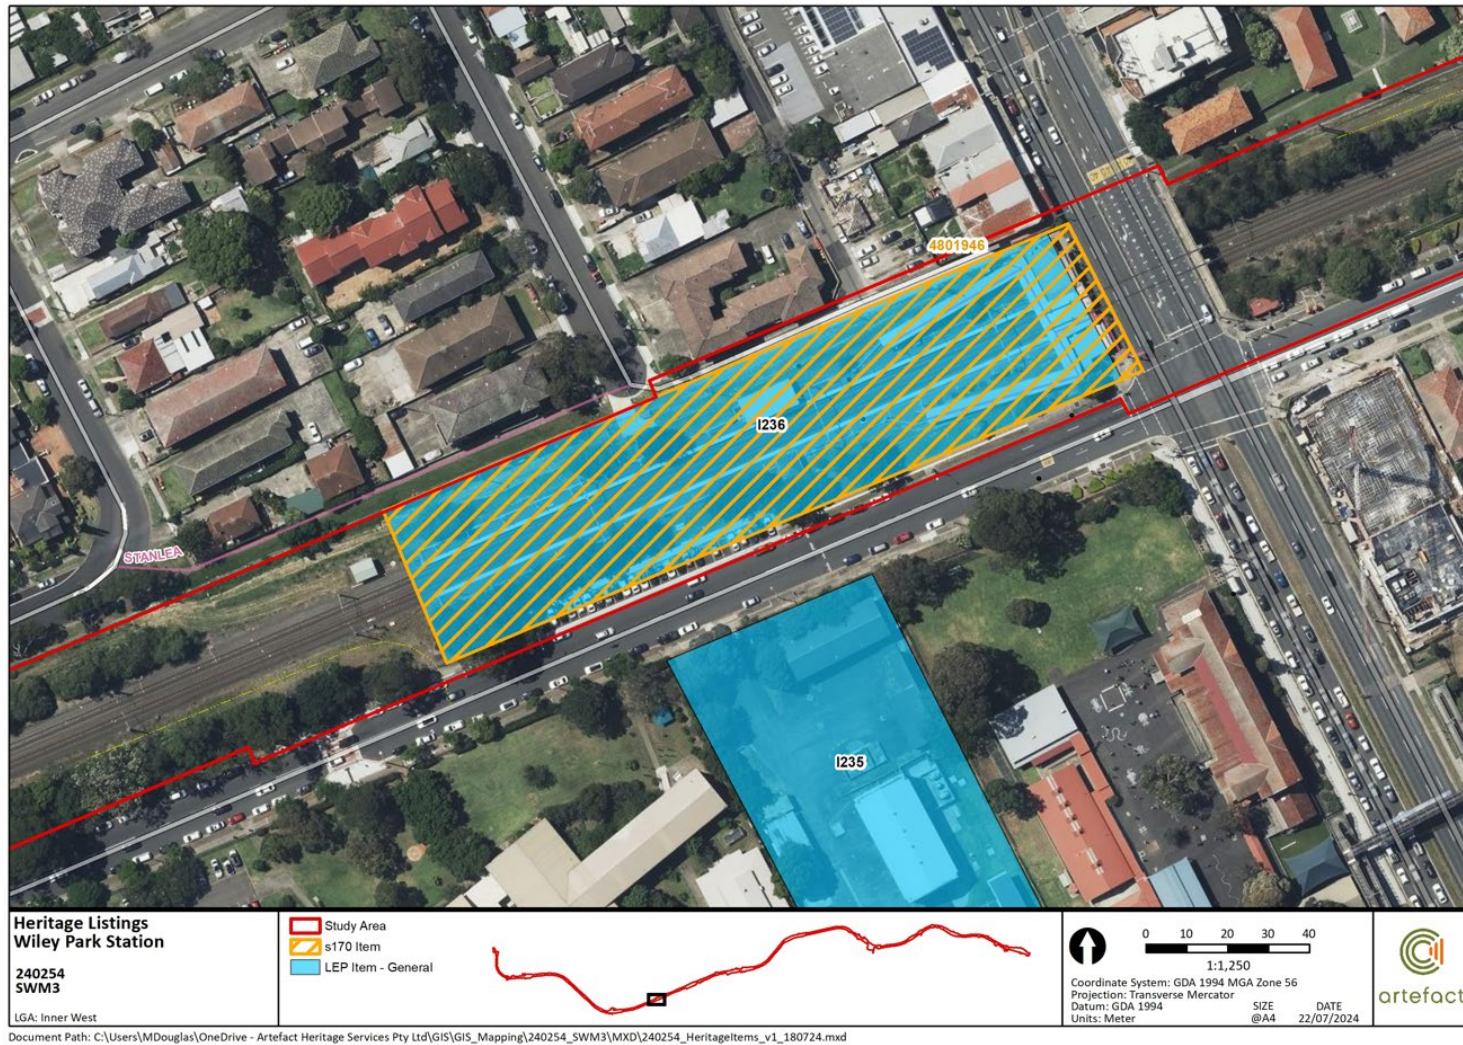 4801946
I236
STANLEA
I235
Heritage Listings
Wiley Park Station
240254
SWM3
LGA: Inner West
Study Area
s170 Item
LEP Item - General
0 10 20 30 40
1:1,250
Coordinate System: GDA 1994 MGA Zone 56
Projection: Transverse Mercator
Datum: GDA 1994
Units: Meter
SIZE
@A4
DATE
22/07/2024
artefact
Document Path: C:\Users\MDouglas\OneDrive - Artefact Heritage Services Pty Ltd\GIS\GIS_Mapping\240254_SWM3\MXD\240254_HeritageItems_v1_180724.mxd